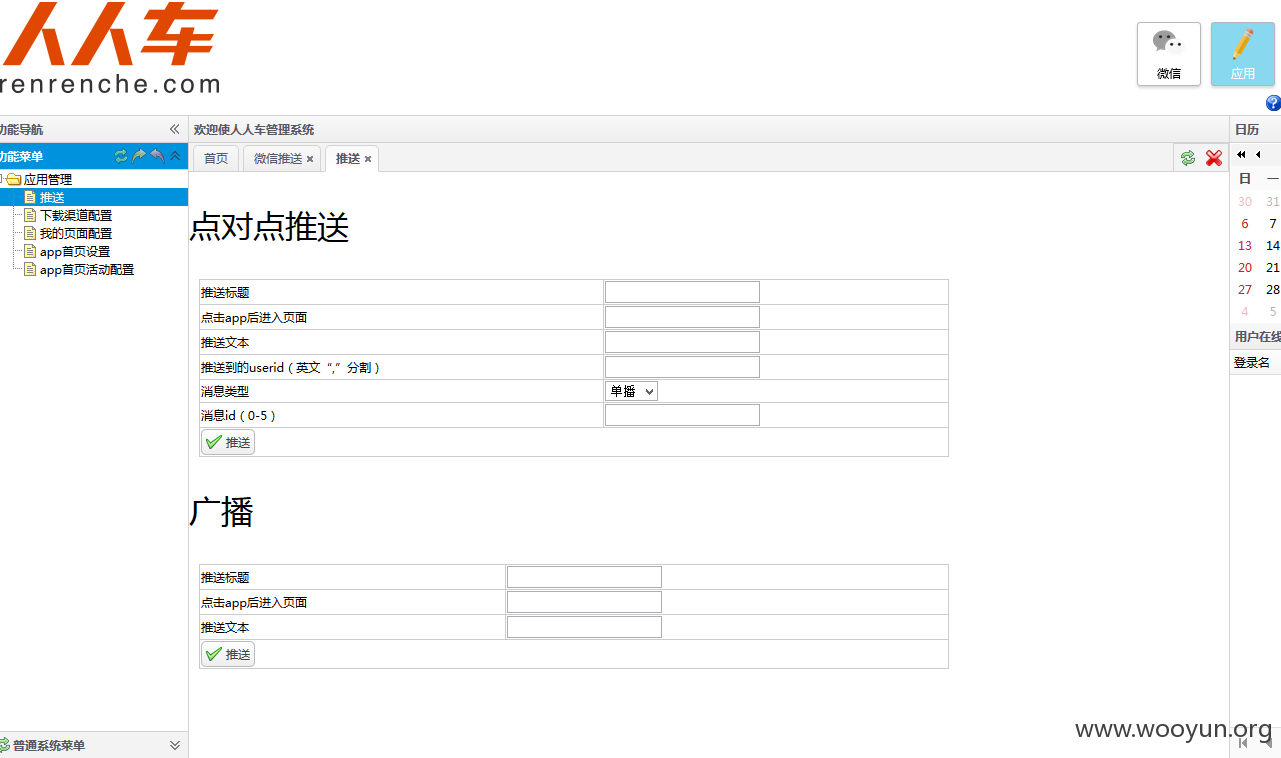 人人车
renrenche.com
微信
应用
功能导航
欢迎使人人车管理系统
日历
功能菜单
首页
微信推送
推送
应用管理
推送
下载渠道配置
我的页面配置
app首页设置
app首页活动配置
日 一
30 31
6 7
13 14
20 21
27 28
4 5
用户在线
登录名
点对点推送
推送标题
点击app后进入页面
推送文本
推送到的userid（英文“,”分割）
消息类型 单播
消息id（0-5）
推送
广播
推送标题
点击app后进入页面
推送文本
推送
普通系统菜单
www.wooyun.org